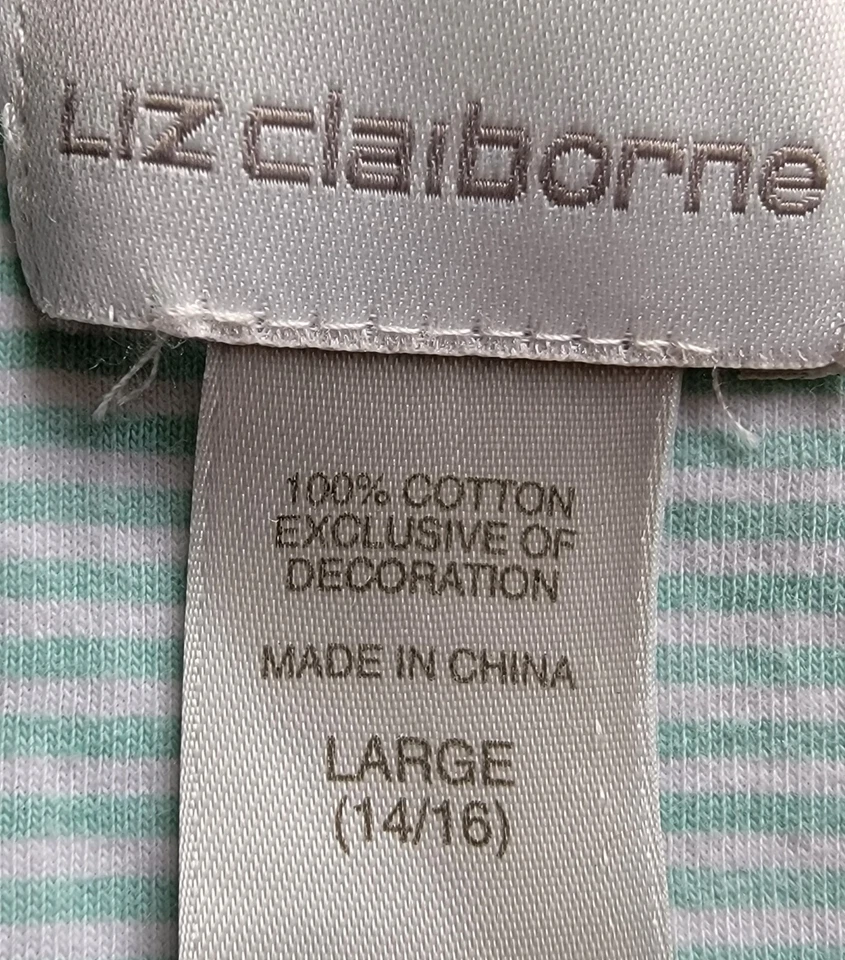 LIZ claiborne
100% COTTON
EXCLUSIVE OF
DECORATION
MADE IN CHINA
LARGE
(14/16)